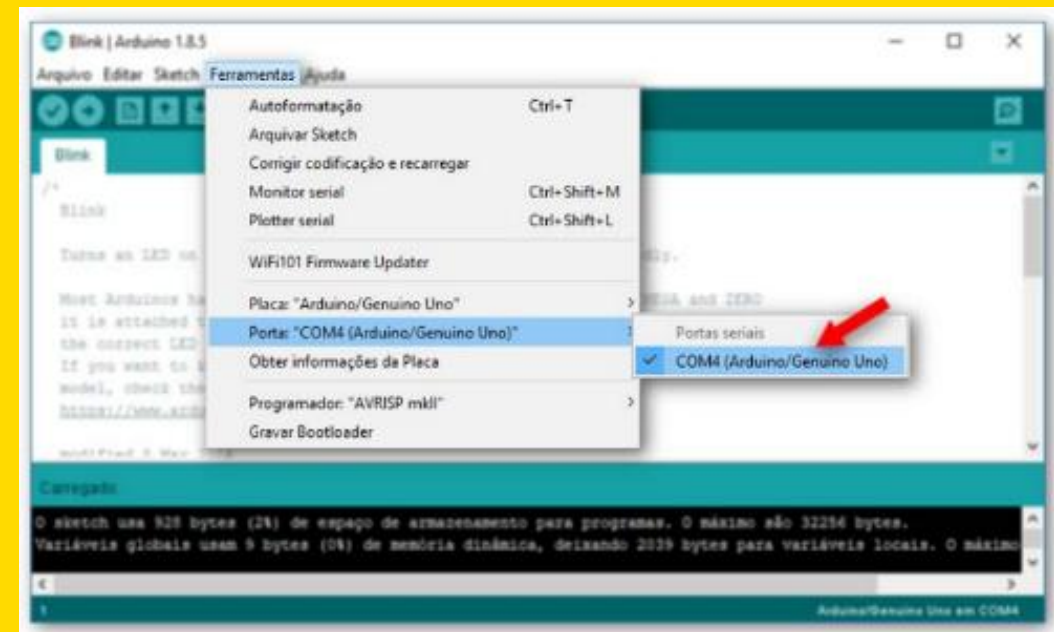 Blink | Arduino 1.8.5
Arquivo Editar Sketch Ferramentas Ajuda
Autoformatação Ctrl+T
Arquivar Sketch
Corrigir codificação e recarregar
Monitor serial Ctrl+Shift+M
Plotter serial Ctrl+Shift+L
WiFi101 Firmware Updater
Placa: "Arduino/Genuino Uno"
Porta: "COM4 (Arduino/Genuino Uno)"
Obter informações da Placa
Programador: "AVRISP mkII"
Gravar Bootloader
Portas seriais
COM4 (Arduino/Genuino Uno)
Blink
/*
Blink
Turns an LED on
Most Arduinos and ZERO
it is attached
the correct LED
If you want to
model, check the
Carregado
O sketch usa 928 bytes (2%) de espaço de armazenamento para programas. O máximo são 32256 bytes.
Variáveis globais usam 9 bytes (0%) de memória dinâmica, deixando 2039 bytes para variáveis locais. O máximo
1 Arduino/Genuino Uno em COM4